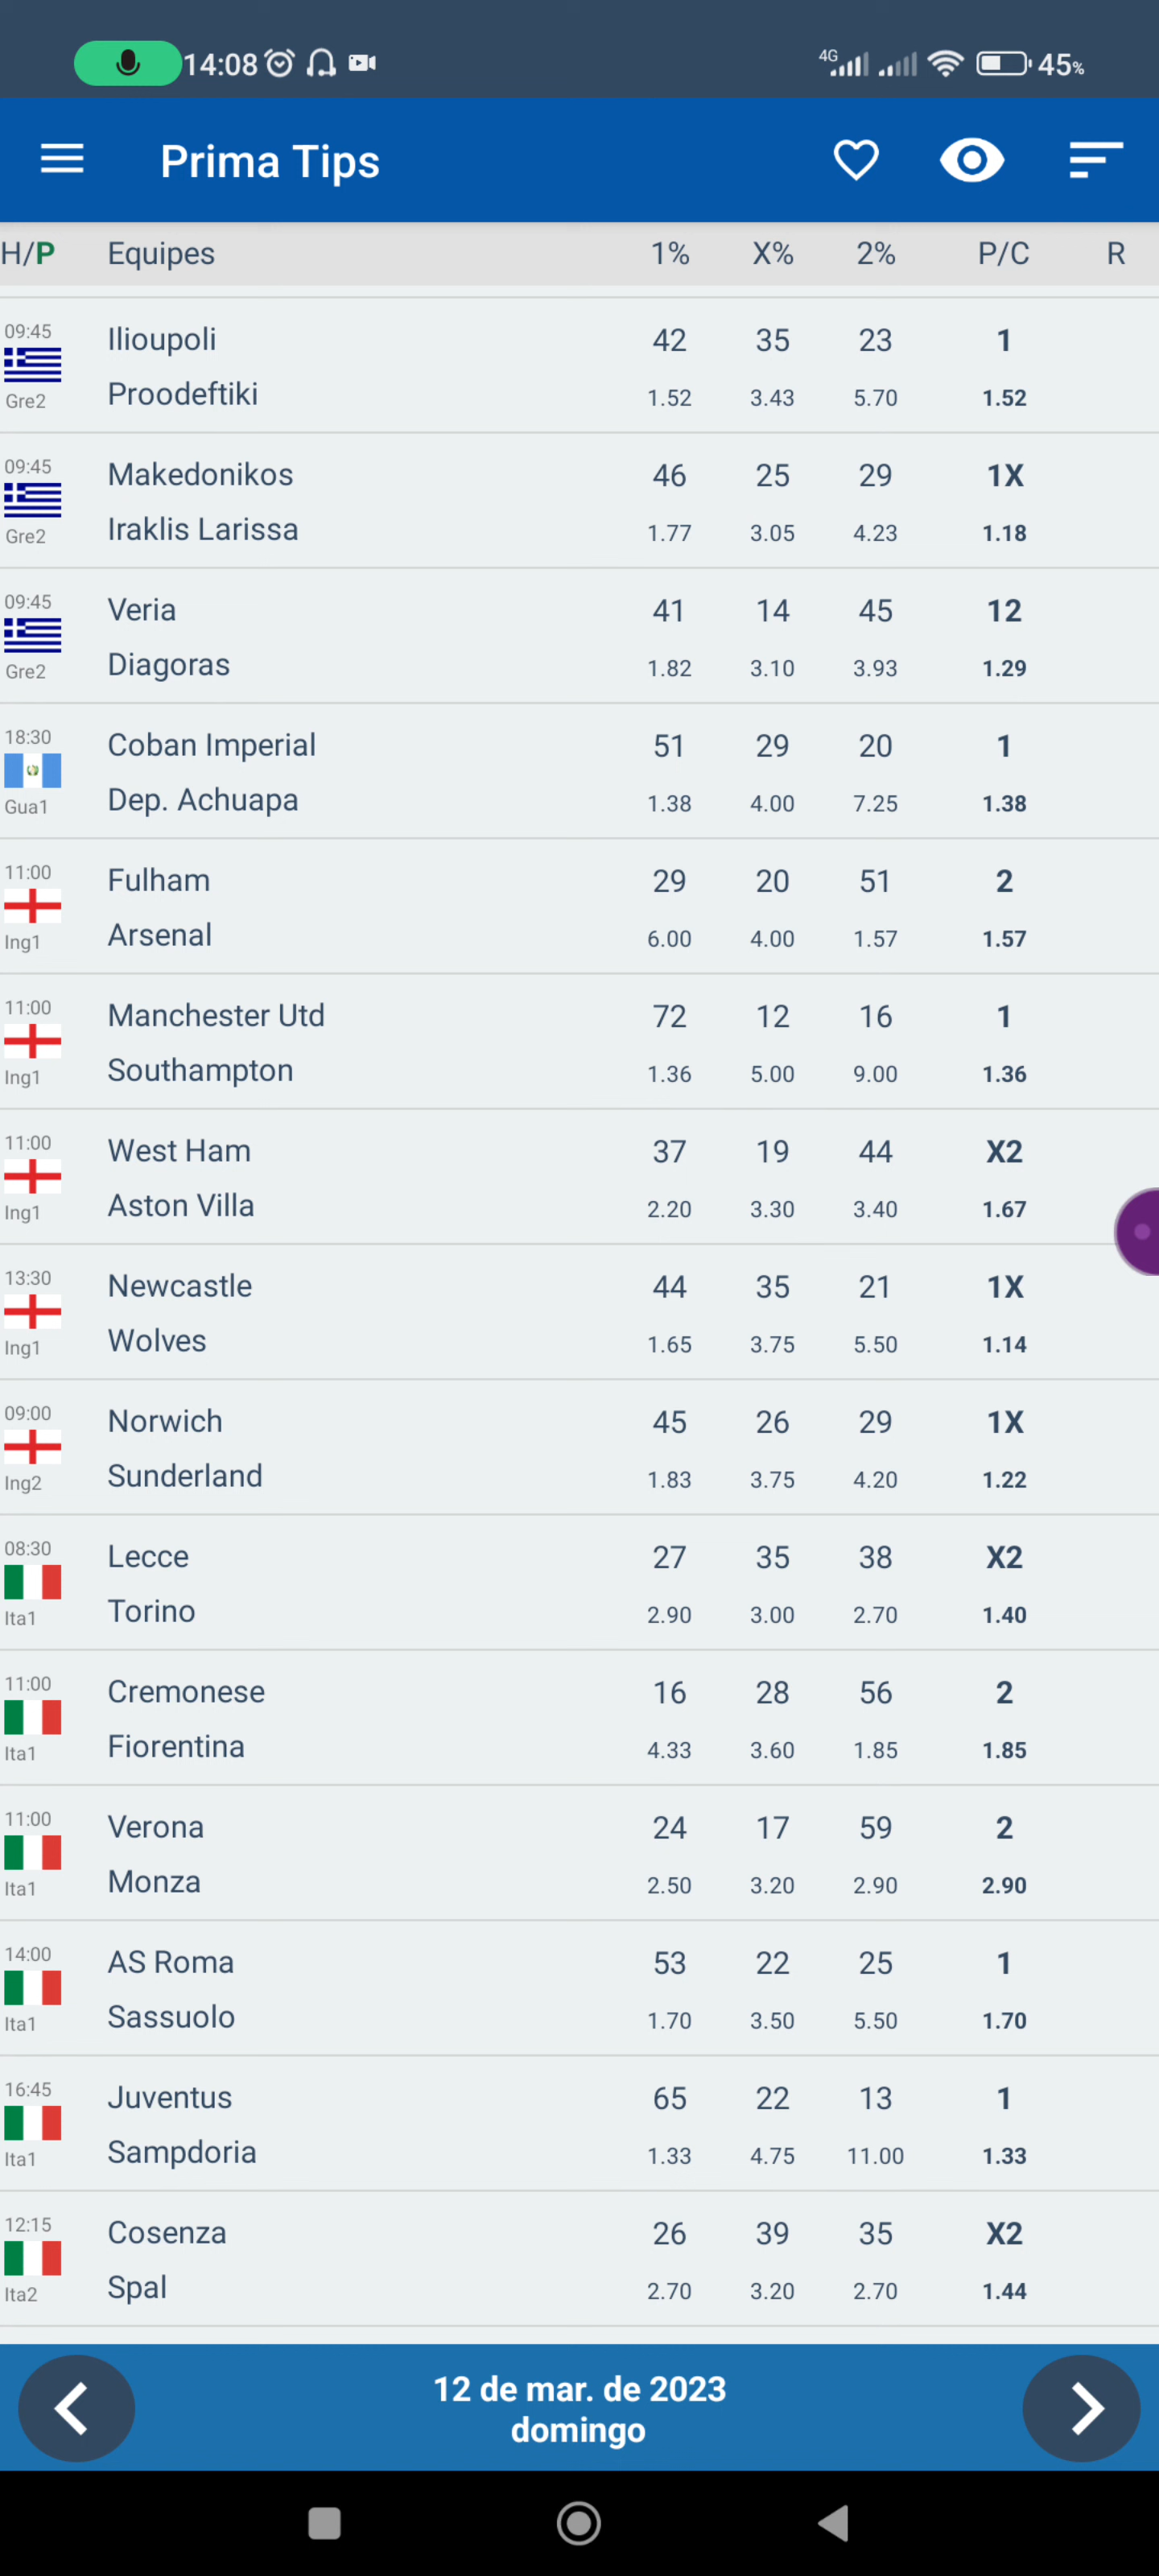 14:08 4G 45%
Prima Tips
H/P Equipes 1% X% 2% P/C R
09:45 Ilioupoli 42 35 23 1
Gre2 Proodeftiki 1.52 3.43 5.70 1.52
09:45 Makedonikos 46 25 29 1X
Gre2 Iraklis Larissa 1.77 3.05 4.23 1.18
09:45 Veria 41 14 45 12
Gre2 Diagoras 1.82 3.10 3.93 1.29
18:30 Coban Imperial 51 29 20 1
Gua1 Dep. Achuapa 1.38 4.00 7.25 1.38
11:00 Fulham 29 20 51 2
Ing1 Arsenal 6.00 4.00 1.57 1.57
11:00 Manchester Utd 72 12 16 1
Ing1 Southampton 1.36 5.00 9.00 1.36
11:00 West Ham 37 19 44 X2
Ing1 Aston Villa 2.20 3.30 3.40 1.67
13:30 Newcastle 44 35 21 1X
Ing1 Wolves 1.65 3.75 5.50 1.14
09:00 Norwich 45 26 29 1X
Ing2 Sunderland 1.83 3.75 4.20 1.22
08:30 Lecce 27 35 38 X2
Ita1 Torino 2.90 3.00 2.70 1.40
11:00 Cremonese 16 28 56 2
Ita1 Fiorentina 4.33 3.60 1.85 1.85
11:00 Verona 24 17 59 2
Ita1 Monza 2.50 3.20 2.90 2.90
14:00 AS Roma 53 22 25 1
Ita1 Sassuolo 1.70 3.50 5.50 1.70
16:45 Juventus 65 22 13 1
Ita1 Sampdoria 1.33 4.75 11.00 1.33
12:15 Cosenza 26 39 35 X2
Ita2 Spal 2.70 3.20 2.70 1.44
12 de mar. de 2023
domingo